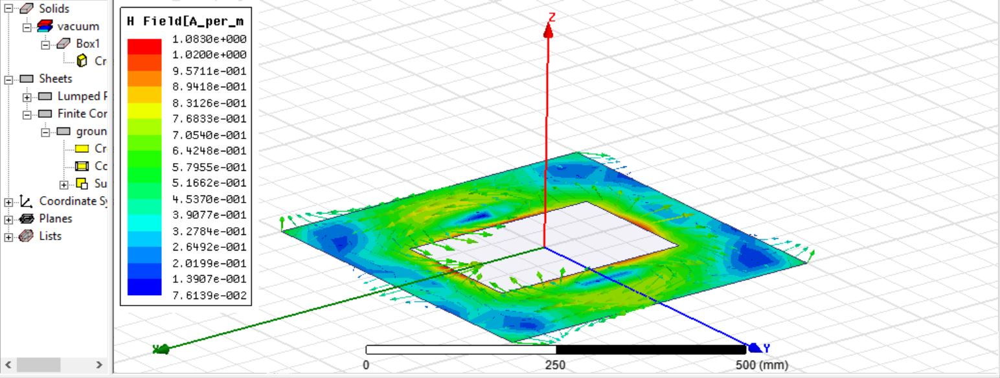 Solids
vacuum
Box1
Cr
Sheets
Lumped F
Finite Cor
groun
Cr
Cc
Su
Coordinate Sy
Planes
Lists
H Field[A_per_m
1.0830e+000
1.0200e+000
9.5711e-001
8.9418e-001
8.3126e-001
7.6833e-001
7.0540e-001
6.4248e-001
5.7955e-001
5.1662e-001
4.5370e-001
3.9077e-001
3.2784e-001
2.6492e-001
2.0199e-001
1.3907e-001
7.6139e-002
Z
X
Y
0
250
500 (mm)